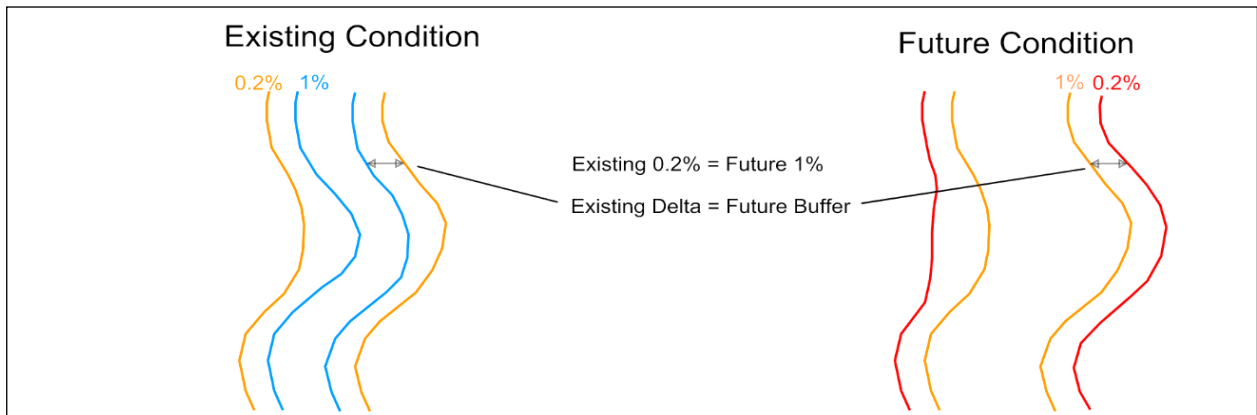 Existing Condition
Future Condition
0.2% 1%
1% 0.2%
Existing 0.2% = Future 1%
Existing Delta = Future Buffer